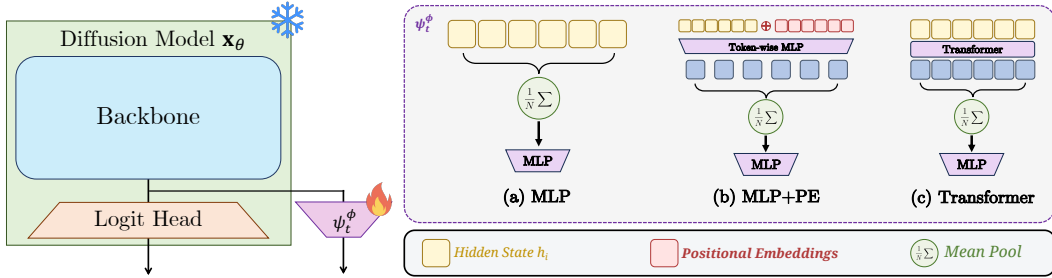 Diffusion Model 𝐱_θ
Backbone
Logit Head
ψ_t^ϕ
ψ_t^ϕ
1/N ∑
MLP
(a) MLP
⊕
Token-wise MLP
1/N ∑
MLP
(b) MLP+PE
Transformer
1/N ∑
MLP
(c) Transformer
Hidden State h_i
Positional Embeddings
1/N ∑ Mean Pool